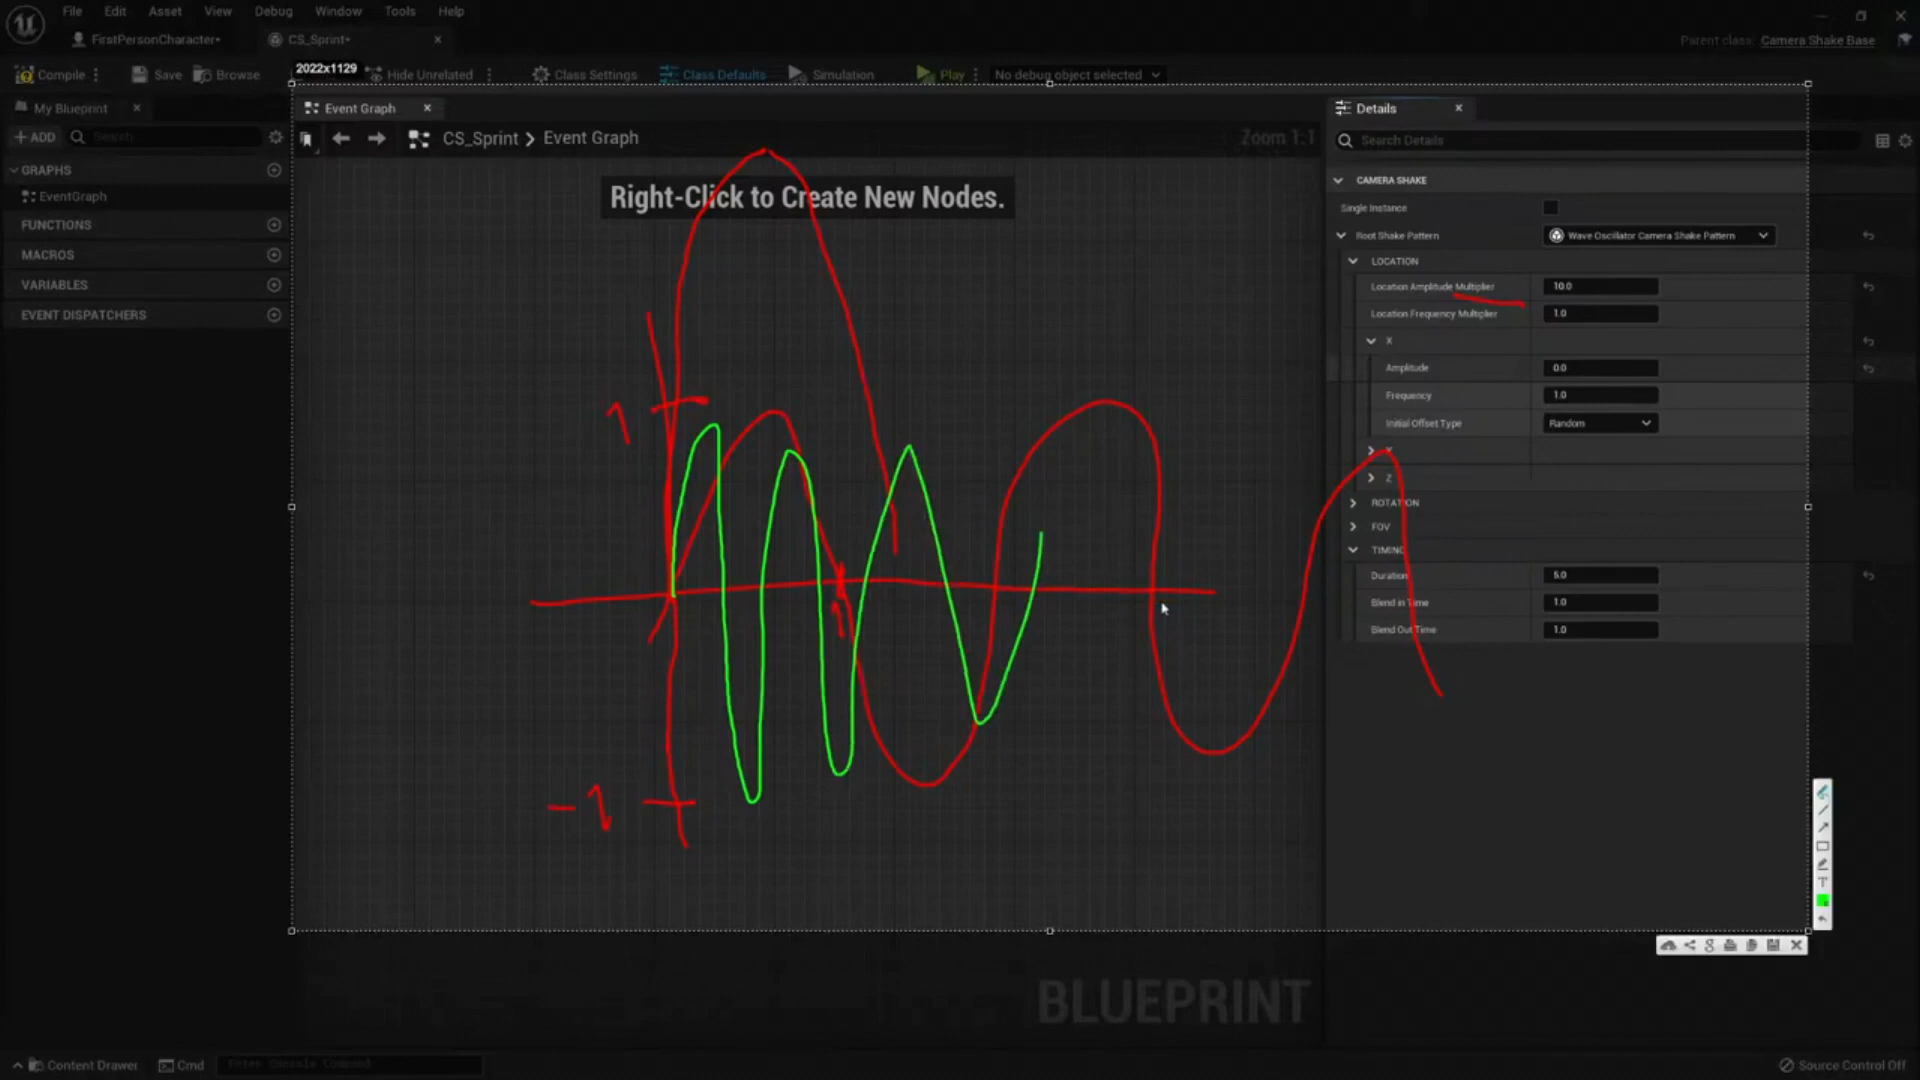 File Edit Asset View Debug Window Tools Help
FirstPersonCharacter• CS_Sprint•
Parent class: Camera Shake Base
Compile Save Browse 2022x1129 Hide Unrelated Class Settings Class Defaults Simulation Play No debug object selected
My Blueprint Event Graph Details
ADD Search CS_Sprint Event Graph Zoom 1:1 Search Details
GRAPHS
EventGraph
FUNCTIONS
MACROS
VARIABLES
EVENT DISPATCHERS
Right-Click to Create New Nodes.
1
1
-1
CAMERA SHAKE
Single Instance
Root Shake Pattern Wave Oscillator Camera Shake Pattern
LOCATION
Location Amplitude Multiplier 10.0
Location Frequency Multiplier 1.0
X
Amplitude 0.0
Frequency 1.0
Initial Offset Type Random
Y
Z
ROTATION
FOV
TIMING
Duration 5.0
Blend in Time 1.0
Blend Out Time 1.0
BLUEPRINT
Content Drawer Cmd Enter Console Command Source Control Off